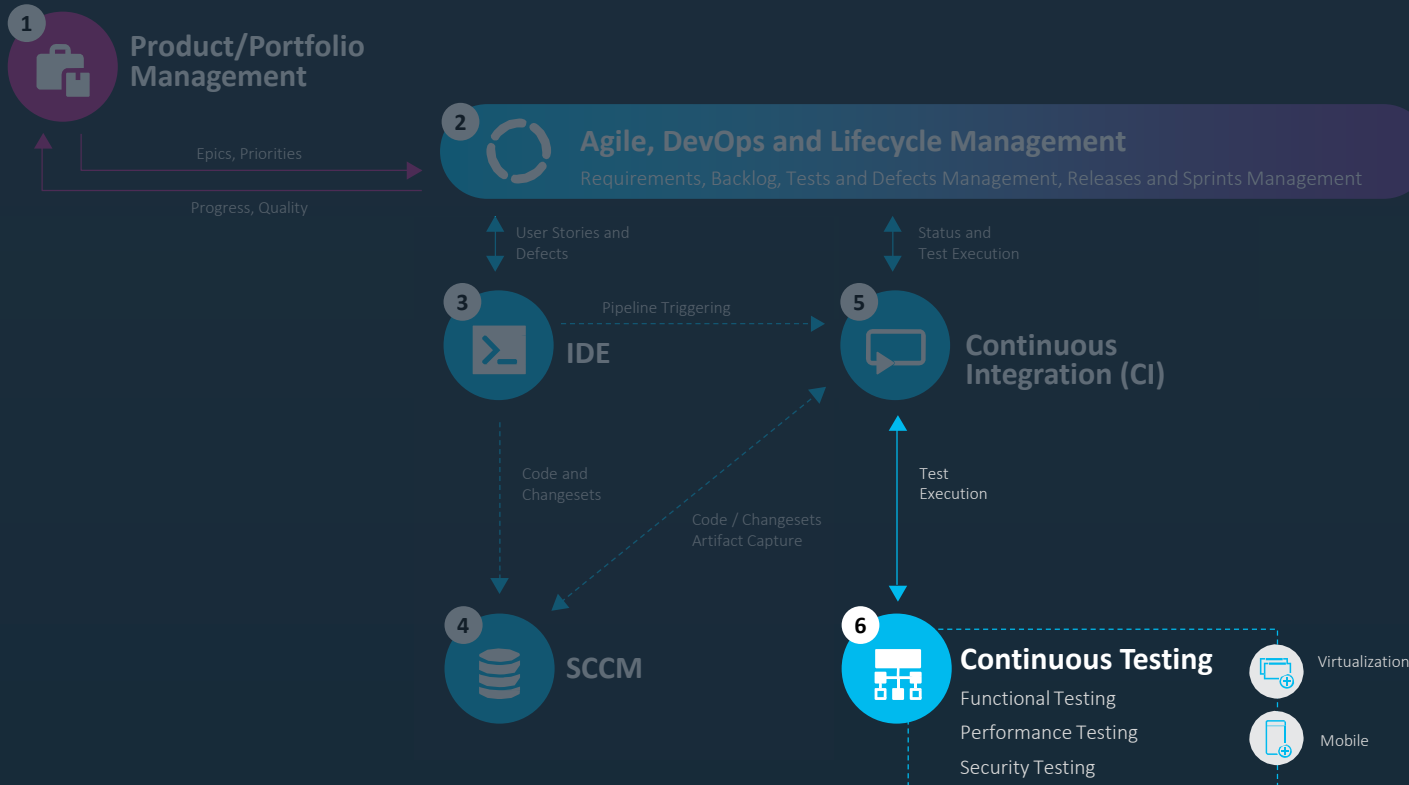 1
Product/Portfolio
Management
Epics, Priorities
Progress, Quality
2
Agile, DevOps and Lifecycle Management
Requirements, Backlog, Tests and Defects Management, Releases and Sprints Management
User Stories and
Defects
Status and
Test Execution
3
IDE
Pipeline Triggering
5
Continuous
Integration (CI)
Code and
Changesets
Code / Changesets
Artifact Capture
Test
Execution
4
SCCM
6
Continuous Testing
Functional Testing
Performance Testing
Security Testing
Virtualization
Mobile